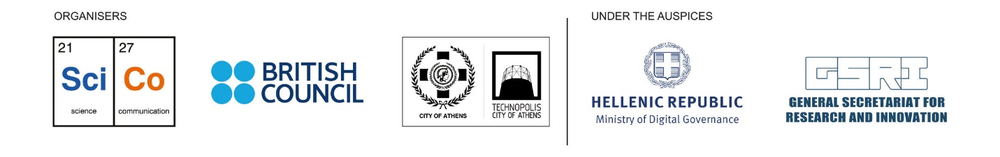 ORGANISERS
21
Sci
science
27
Co
communication
BRITISH
COUNCIL
CITY OF ATHENS
TECHNOPOLIS
CITY OF ATHENS
UNDER THE AUSPICES
HELLENIC REPUBLIC
Ministry of Digital Governance
GSRI
GENERAL SECRETARIAT FOR
RESEARCH AND INNOVATION